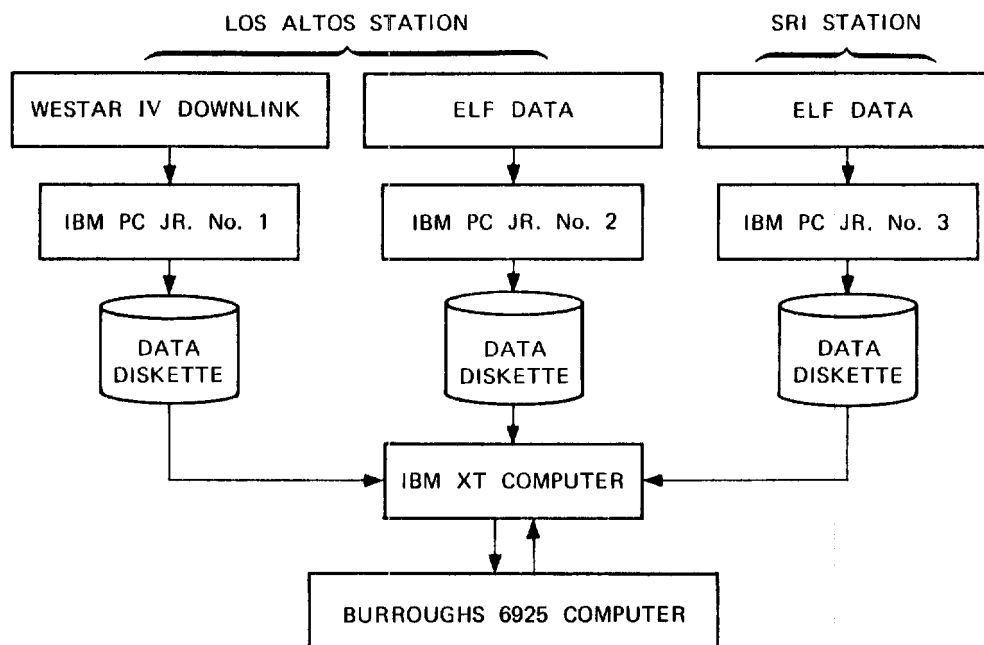 LOS ALTOS STATION
SRI STATION
WESTAR IV DOWNLINK
ELF DATA
ELF DATA
IBM PC JR. No. 1
IBM PC JR. No. 2
IBM PC JR. No. 3
DATA
DISKETTE
DATA
DISKETTE
DATA
DISKETTE
IBM XT COMPUTER
BURROUGHS 6925 COMPUTER